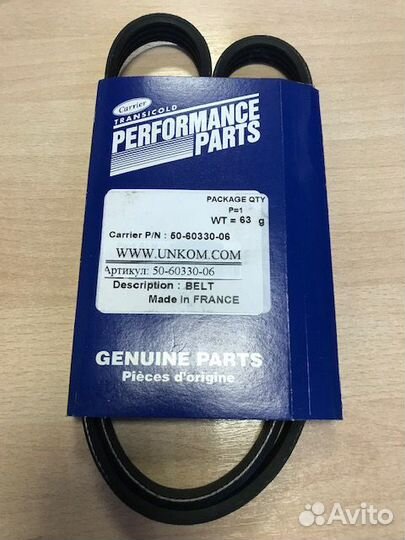 Carrier
TRANSICOLD
PERFORMANCE
PARTS
PACKAGE QTY
P=1
WT = 63 g
Carrier P/N : 50-60330-06
WWW.UNKOM.COM
Артикул: 50-60330-06
Description : BELT
Made in FRANCE
GENUINE PARTS
Pièces d'origine
Avito